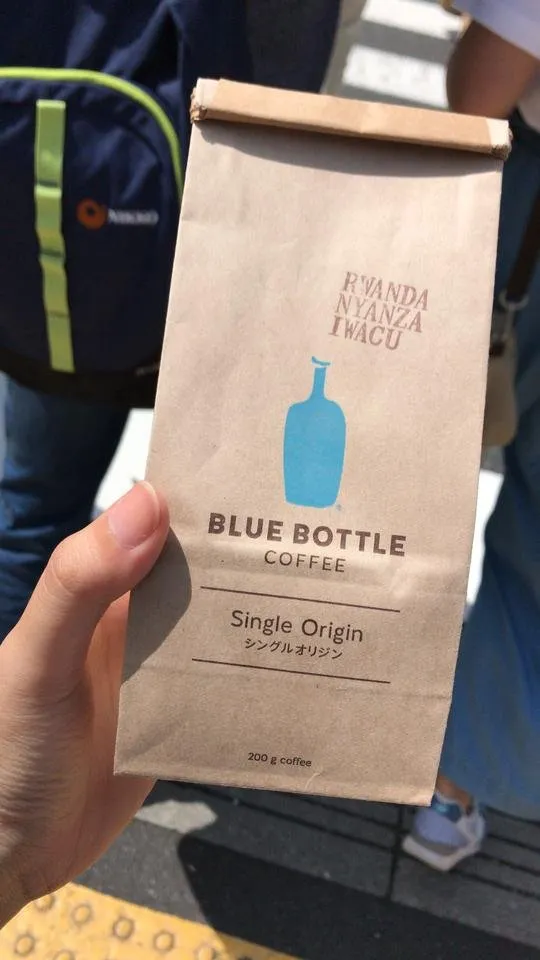 RWANDA
NYANZA
IWACU
BLUE BOTTLE
COFFEE
Single Origin
シングルオリジン
200 g coffee